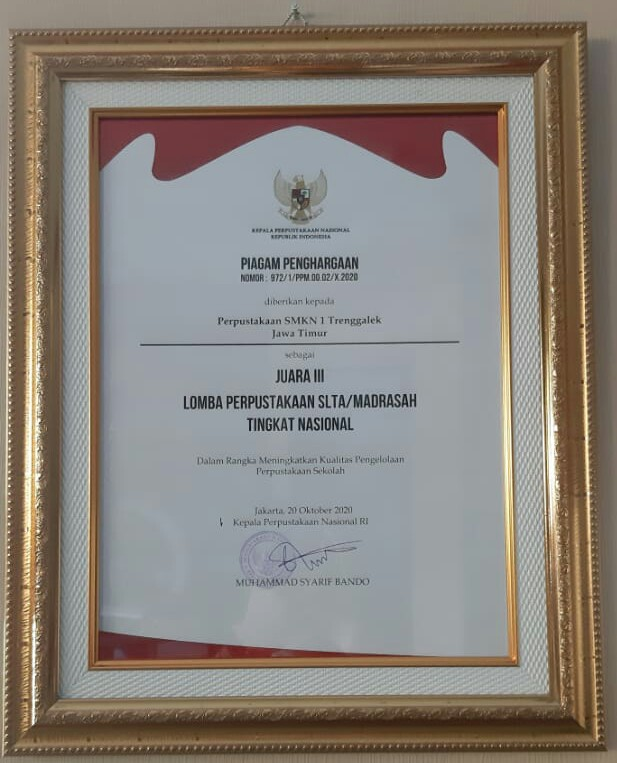 KEPALA PERPUSTAKAAN NASIONAL
REPUBLIK INDONESIA
PIAGAM PENGHARGAAN
NOMOR : 972/1/PPM.00.02/X.2020
diberikan kepada
Perpustakaan SMKN 1 Trenggalek
Jawa Timur
sebagai
JUARA III
LOMBA PERPUSTAKAAN SLTA/MADRASAH
TINGKAT NASIONAL
Dalam Rangka Meningkatkan Kualitas Pengelolaan
Perpustakaan Sekolah
Jakarta, 20 Oktober 2020
Kepala Perpustakaan Nasional RI
MUHAMMAD SYARIF BANDO